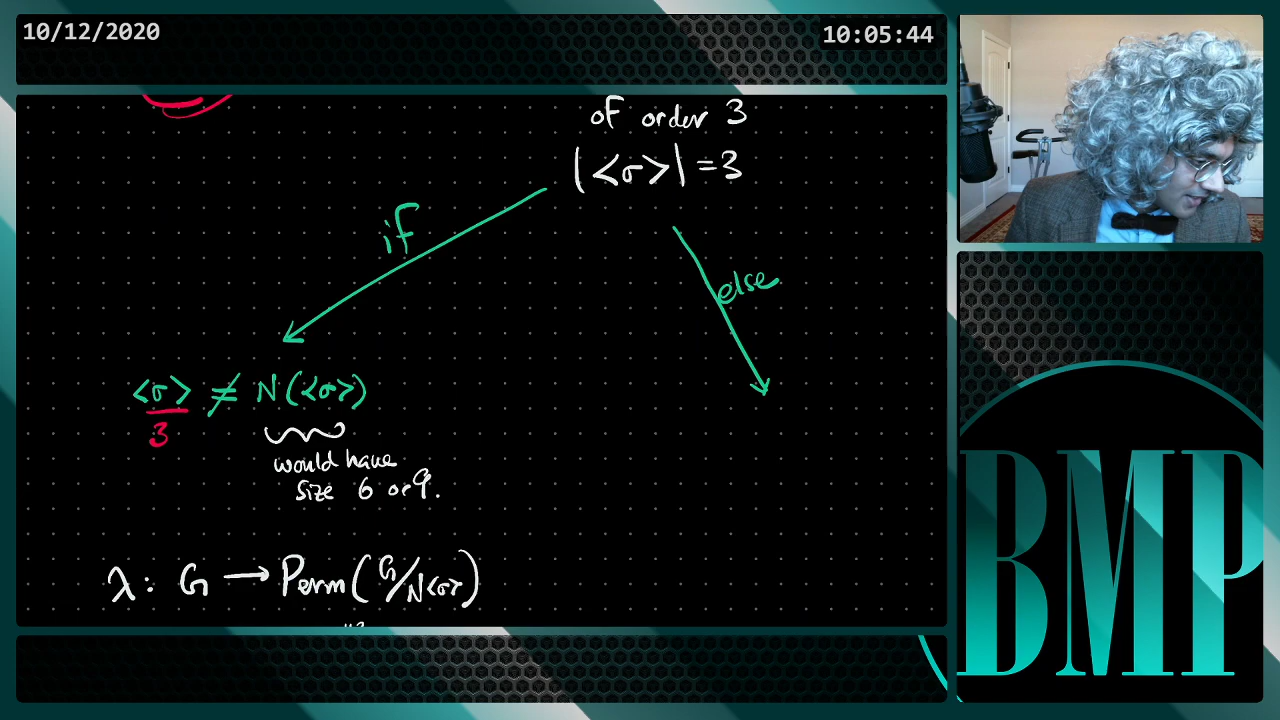 10/12/2020
10:05:44
of order 3
|<σ>| = 3
if
else
<σ> ≠ N(<σ>)
3
would have
size 6 or 9.
λ: G → Perm(G/N<σ>)
BMP